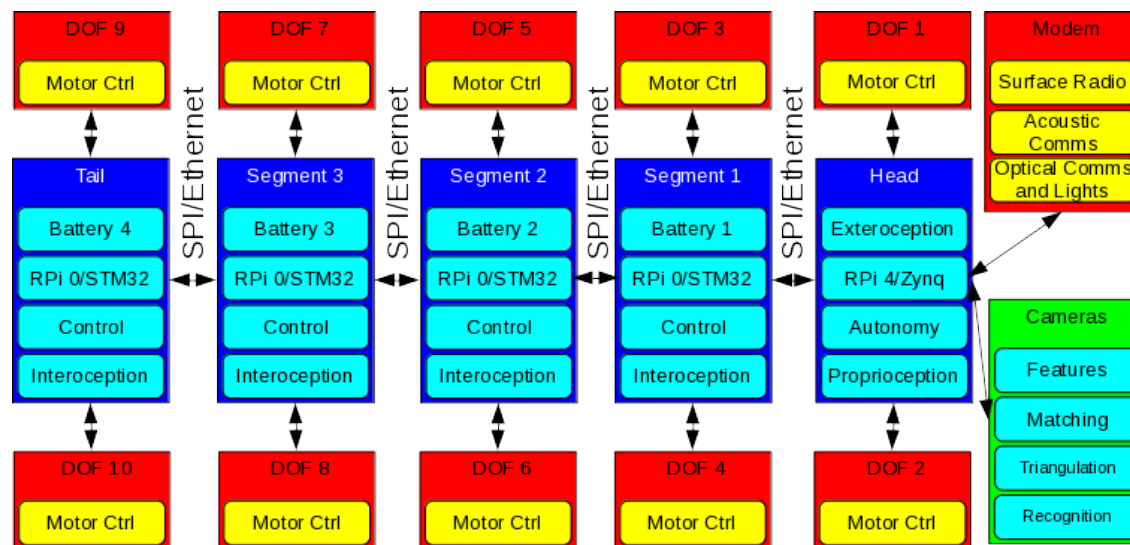 DOF 9
Motor Ctrl
DOF 7
Motor Ctrl
DOF 5
Motor Ctrl
DOF 3
Motor Ctrl
DOF 1
Motor Ctrl
Modem
Surface Radio
Acoustic
Comms
Optical Comms
and Lights
SPI/Ethernet
SPI/Ethernet
SPI/Ethernet
SPI/Ethernet
Tail
Battery 4
RPi 0/STM32
Control
Interoception
Segment 3
Battery 3
RPi 0/STM32
Control
Interoception
Segment 2
Battery 2
RPi 0/STM32
Control
Interoception
Segment 1
Battery 1
RPi 0/STM32
Control
Interoception
Head
Exteroception
RPi 4/Zynq
Autonomy
Proprioception
Cameras
Features
Matching
Triangulation
Recognition
DOF 10
Motor Ctrl
DOF 8
Motor Ctrl
DOF 6
Motor Ctrl
DOF 4
Motor Ctrl
DOF 2
Motor Ctrl